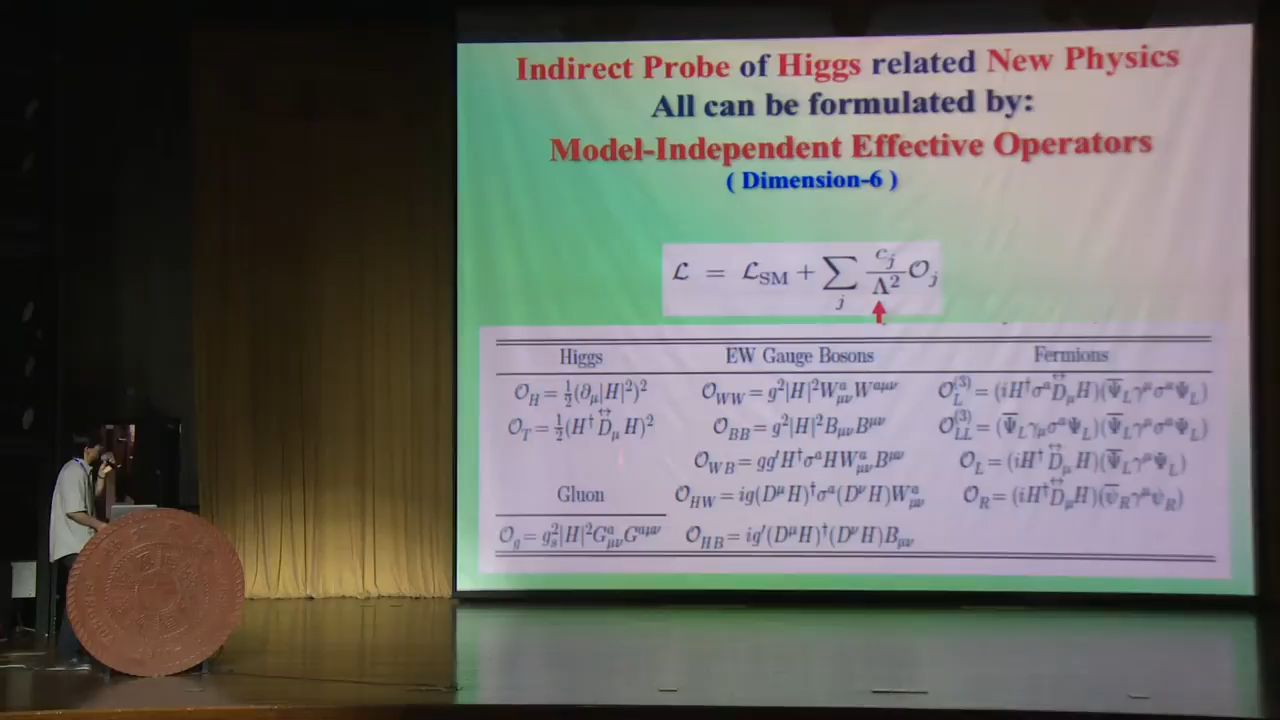 Indirect Probe of Higgs related New Physics
All can be formulated by:
Model-Independent Effective Operators
( Dimension-6 )
ℒ = ℒ_SM + ∑_j c_j/Λ² 𝒪_j
Higgs EW Gauge Bosons Fermions
𝒪_H = ½(∂_μ|H|²)² 𝒪_WW = g²|H|²W^a_μν W^aμν 𝒪_L^(3) = (iH†σ^a D↔_μ H)(Ψ̄_L γ^μ σ^a Ψ_L)
𝒪_T = ½(H† D↔_μ H)² 𝒪_BB = g²|H|²B_μν B^μν 𝒪_LL^(3) = (Ψ̄_L γ_μ σ^a Ψ_L)(Ψ̄_L γ^μ σ^a Ψ_L)
𝒪_WB = gg′H†σ^a H W^a_μν B^μν 𝒪_L = (iH† D↔_μ H)(Ψ̄_L γ^μ Ψ_L)
Gluon 𝒪_HW = ig(D^μ H)†σ^a(D^ν H)W^a_μν 𝒪_R = (iH† D↔_μ H)(ψ̄_R γ^μ ψ_R)
𝒪_g = g_s²|H|²G^a_μν G^aμν 𝒪_HB = ig′(D^μ H)†(D^ν H)B_μν